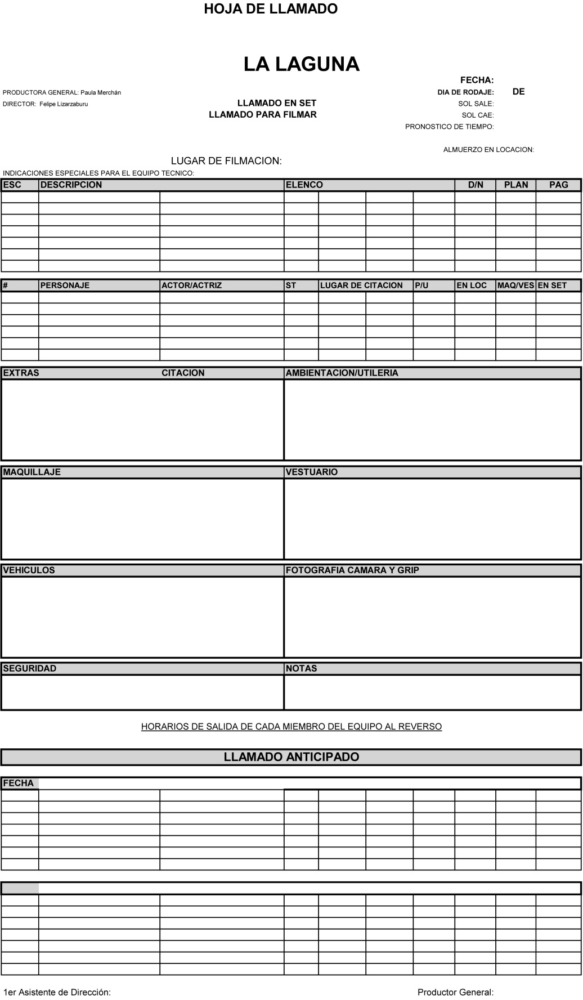 HOJA DE LLAMADO
LA LAGUNA
FECHA:
PRODUCTORA GENERAL: Paula Merchán DIA DE RODAJE: DE
DIRECTOR: Felipe Lizarzaburu LLAMADO EN SET SOL SALE:
LLAMADO PARA FILMAR SOL CAE:
PRONOSTICO DE TIEMPO:
ALMUERZO EN LOCACION:
LUGAR DE FILMACION:
INDICACIONES ESPECIALES PARA EL EQUIPO TECNICO:
ESC DESCRIPCION ELENCO D/N PLAN PAG
# PERSONAJE ACTOR/ACTRIZ ST LUGAR DE CITACION P/U EN LOC MAQ/VES EN SET
EXTRAS CITACION AMBIENTACION/UTILERIA
MAQUILLAJE VESTUARIO
VEHICULOS FOTOGRAFIA CAMARA Y GRIP
SEGURIDAD NOTAS
HORARIOS DE SALIDA DE CADA MIEMBRO DEL EQUIPO AL REVERSO
LLAMADO ANTICIPADO
FECHA
1er Asistente de Dirección: Productor General: